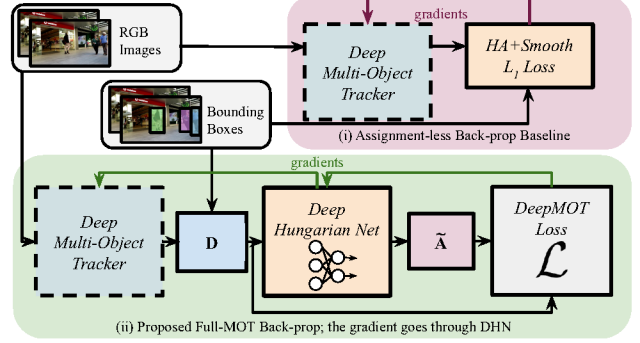 RGB
Images
gradients
Deep
Multi-Object
Tracker
HA+Smooth
L1 Loss
Bounding
Boxes
(i) Assignment-less Back-prop Baseline
gradients
Deep
Multi-Object
Tracker
D
Deep
Hungarian Net
Ã
DeepMOT
Loss
ℒ
(ii) Proposed Full-MOT Back-prop; the gradient goes through DHN